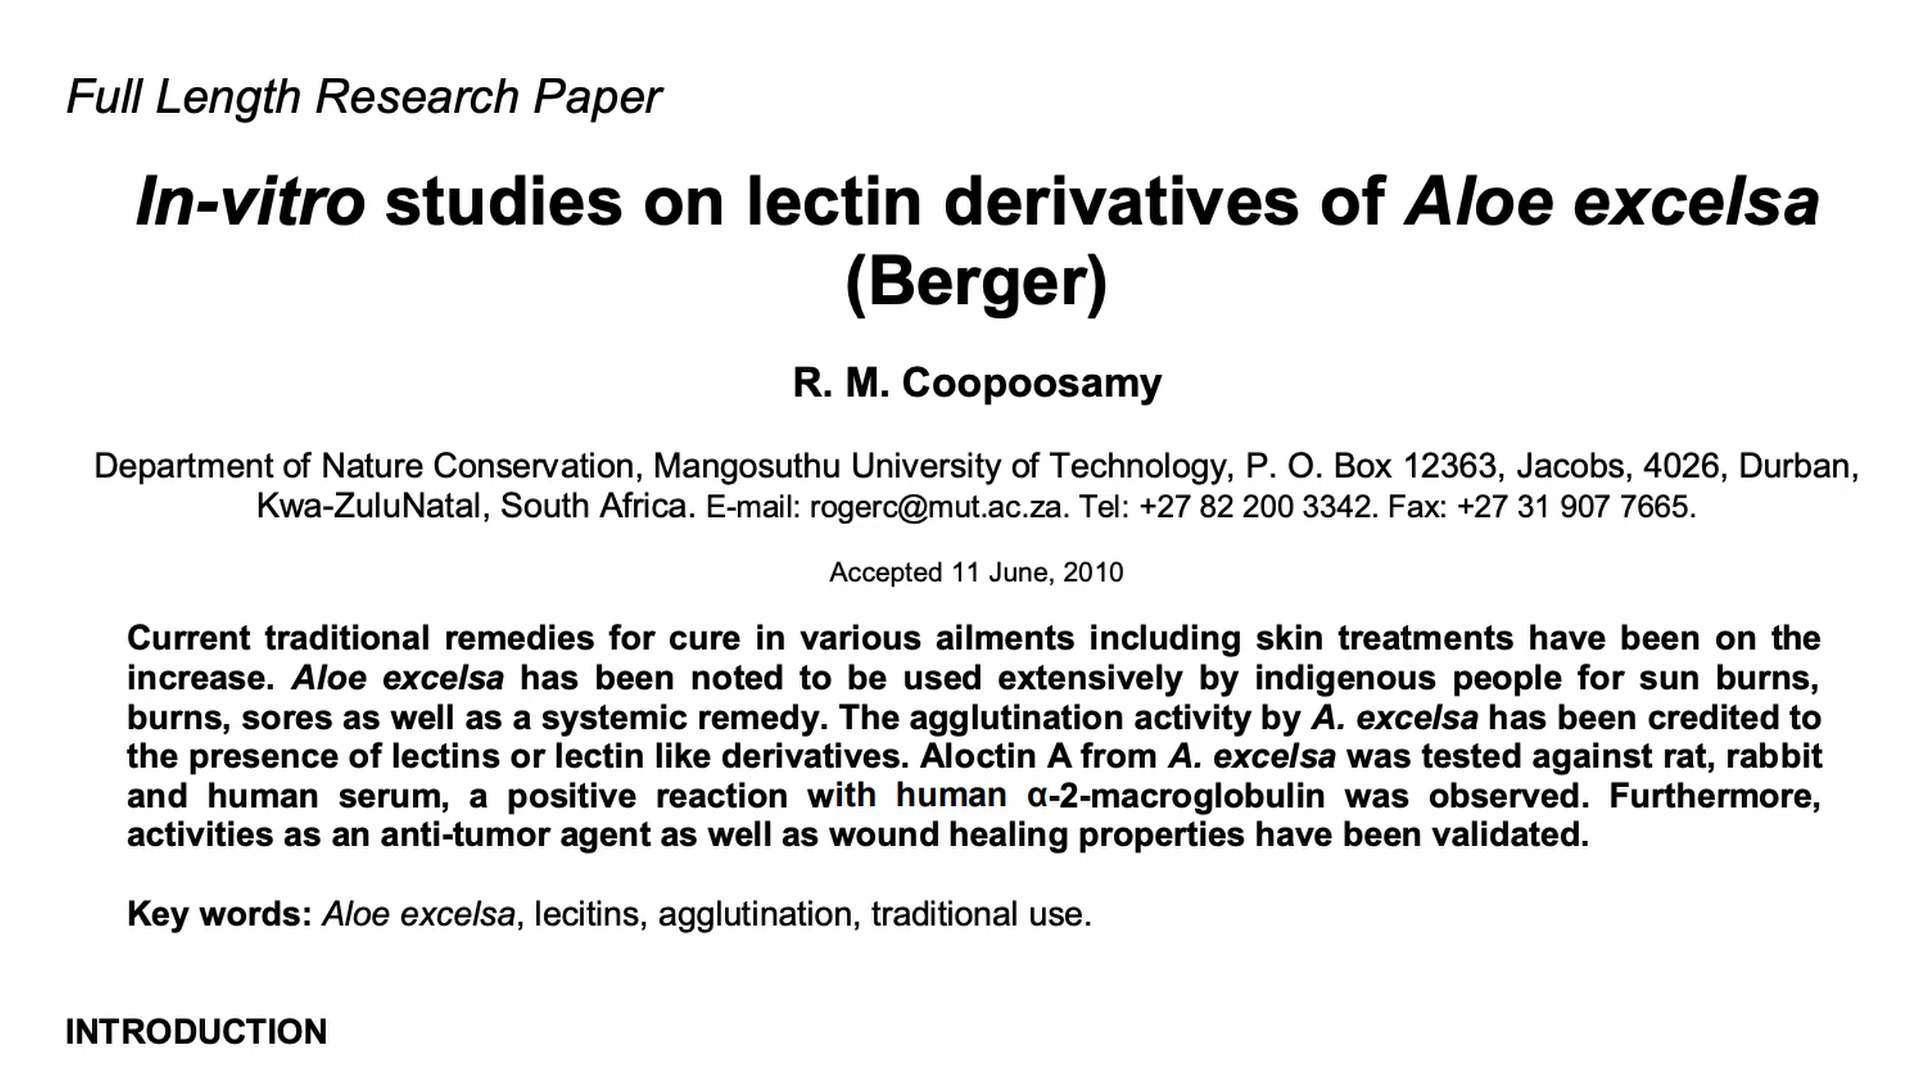 Full Length Research Paper
In-vitro studies on lectin derivatives of Aloe excelsa
(Berger)
R. M. Coopoosamy
Department of Nature Conservation, Mangosuthu University of Technology, P. O. Box 12363, Jacobs, 4026, Durban,
Kwa-ZuluNatal, South Africa. E-mail: rogerc@mut.ac.za. Tel: +27 82 200 3342. Fax: +27 31 907 7665.
Accepted 11 June, 2010
Current traditional remedies for cure in various ailments including skin treatments have been on the
increase. Aloe excelsa has been noted to be used extensively by indigenous people for sun burns,
burns, sores as well as a systemic remedy. The agglutination activity by A. excelsa has been credited to
the presence of lectins or lectin like derivatives. Aloctin A from A. excelsa was tested against rat, rabbit
and human serum, a positive reaction with human α-2-macroglobulin was observed. Furthermore,
activities as an anti-tumor agent as well as wound healing properties have been validated.
Key words: Aloe excelsa, lecitins, agglutination, traditional use.
INTRODUCTION